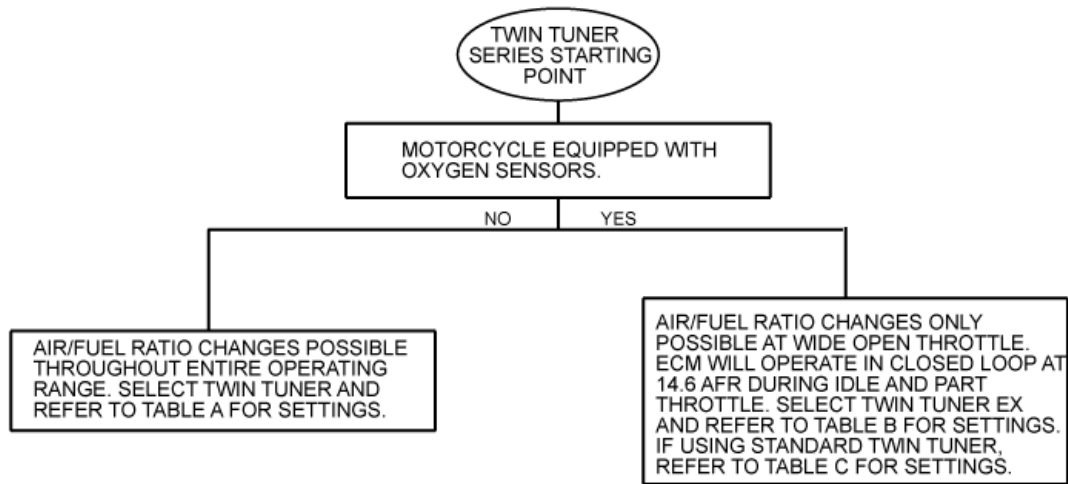 TWIN TUNER
SERIES STARTING
POINT
MOTORCYCLE EQUIPPED WITH
OXYGEN SENSORS.
NO
YES
AIR/FUEL RATIO CHANGES POSSIBLE
THROUGHOUT ENTIRE OPERATING
RANGE. SELECT TWIN TUNER AND
REFER TO TABLE A FOR SETTINGS.
AIR/FUEL RATIO CHANGES ONLY
POSSIBLE AT WIDE OPEN THROTTLE.
ECM WILL OPERATE IN CLOSED LOOP AT
14.6 AFR DURING IDLE AND PART
THROTTLE. SELECT TWIN TUNER EX
AND REFER TO TABLE B FOR SETTINGS.
IF USING STANDARD TWIN TUNER,
REFER TO TABLE C FOR SETTINGS.